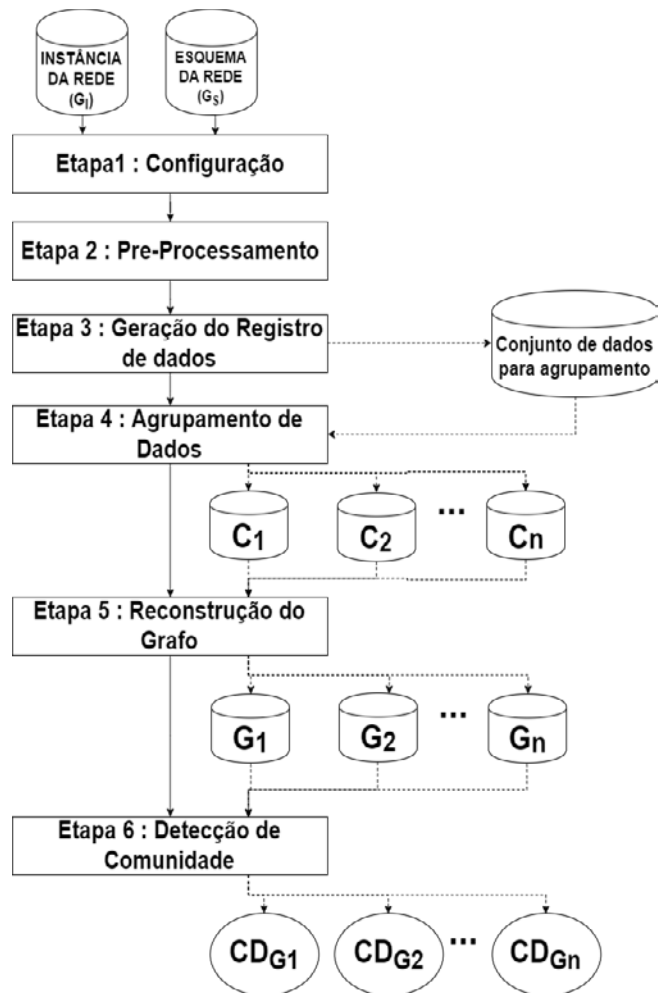 INSTÂNCIA
DA REDE
(GI)
ESQUEMA
DA REDE
(GS)
Etapa1 : Configuração
Etapa 2 : Pre-Processamento
Etapa 3 : Geração do Registro
de dados
Conjunto de dados
para agrupamento
Etapa 4 : Agrupamento de
Dados
C1
C2
...
Cn
Etapa 5 : Reconstrução do
Grafo
G1
G2
...
Gn
Etapa 6 : Detecção de
Comunidade
CDG1
CDG2
...
CDGn